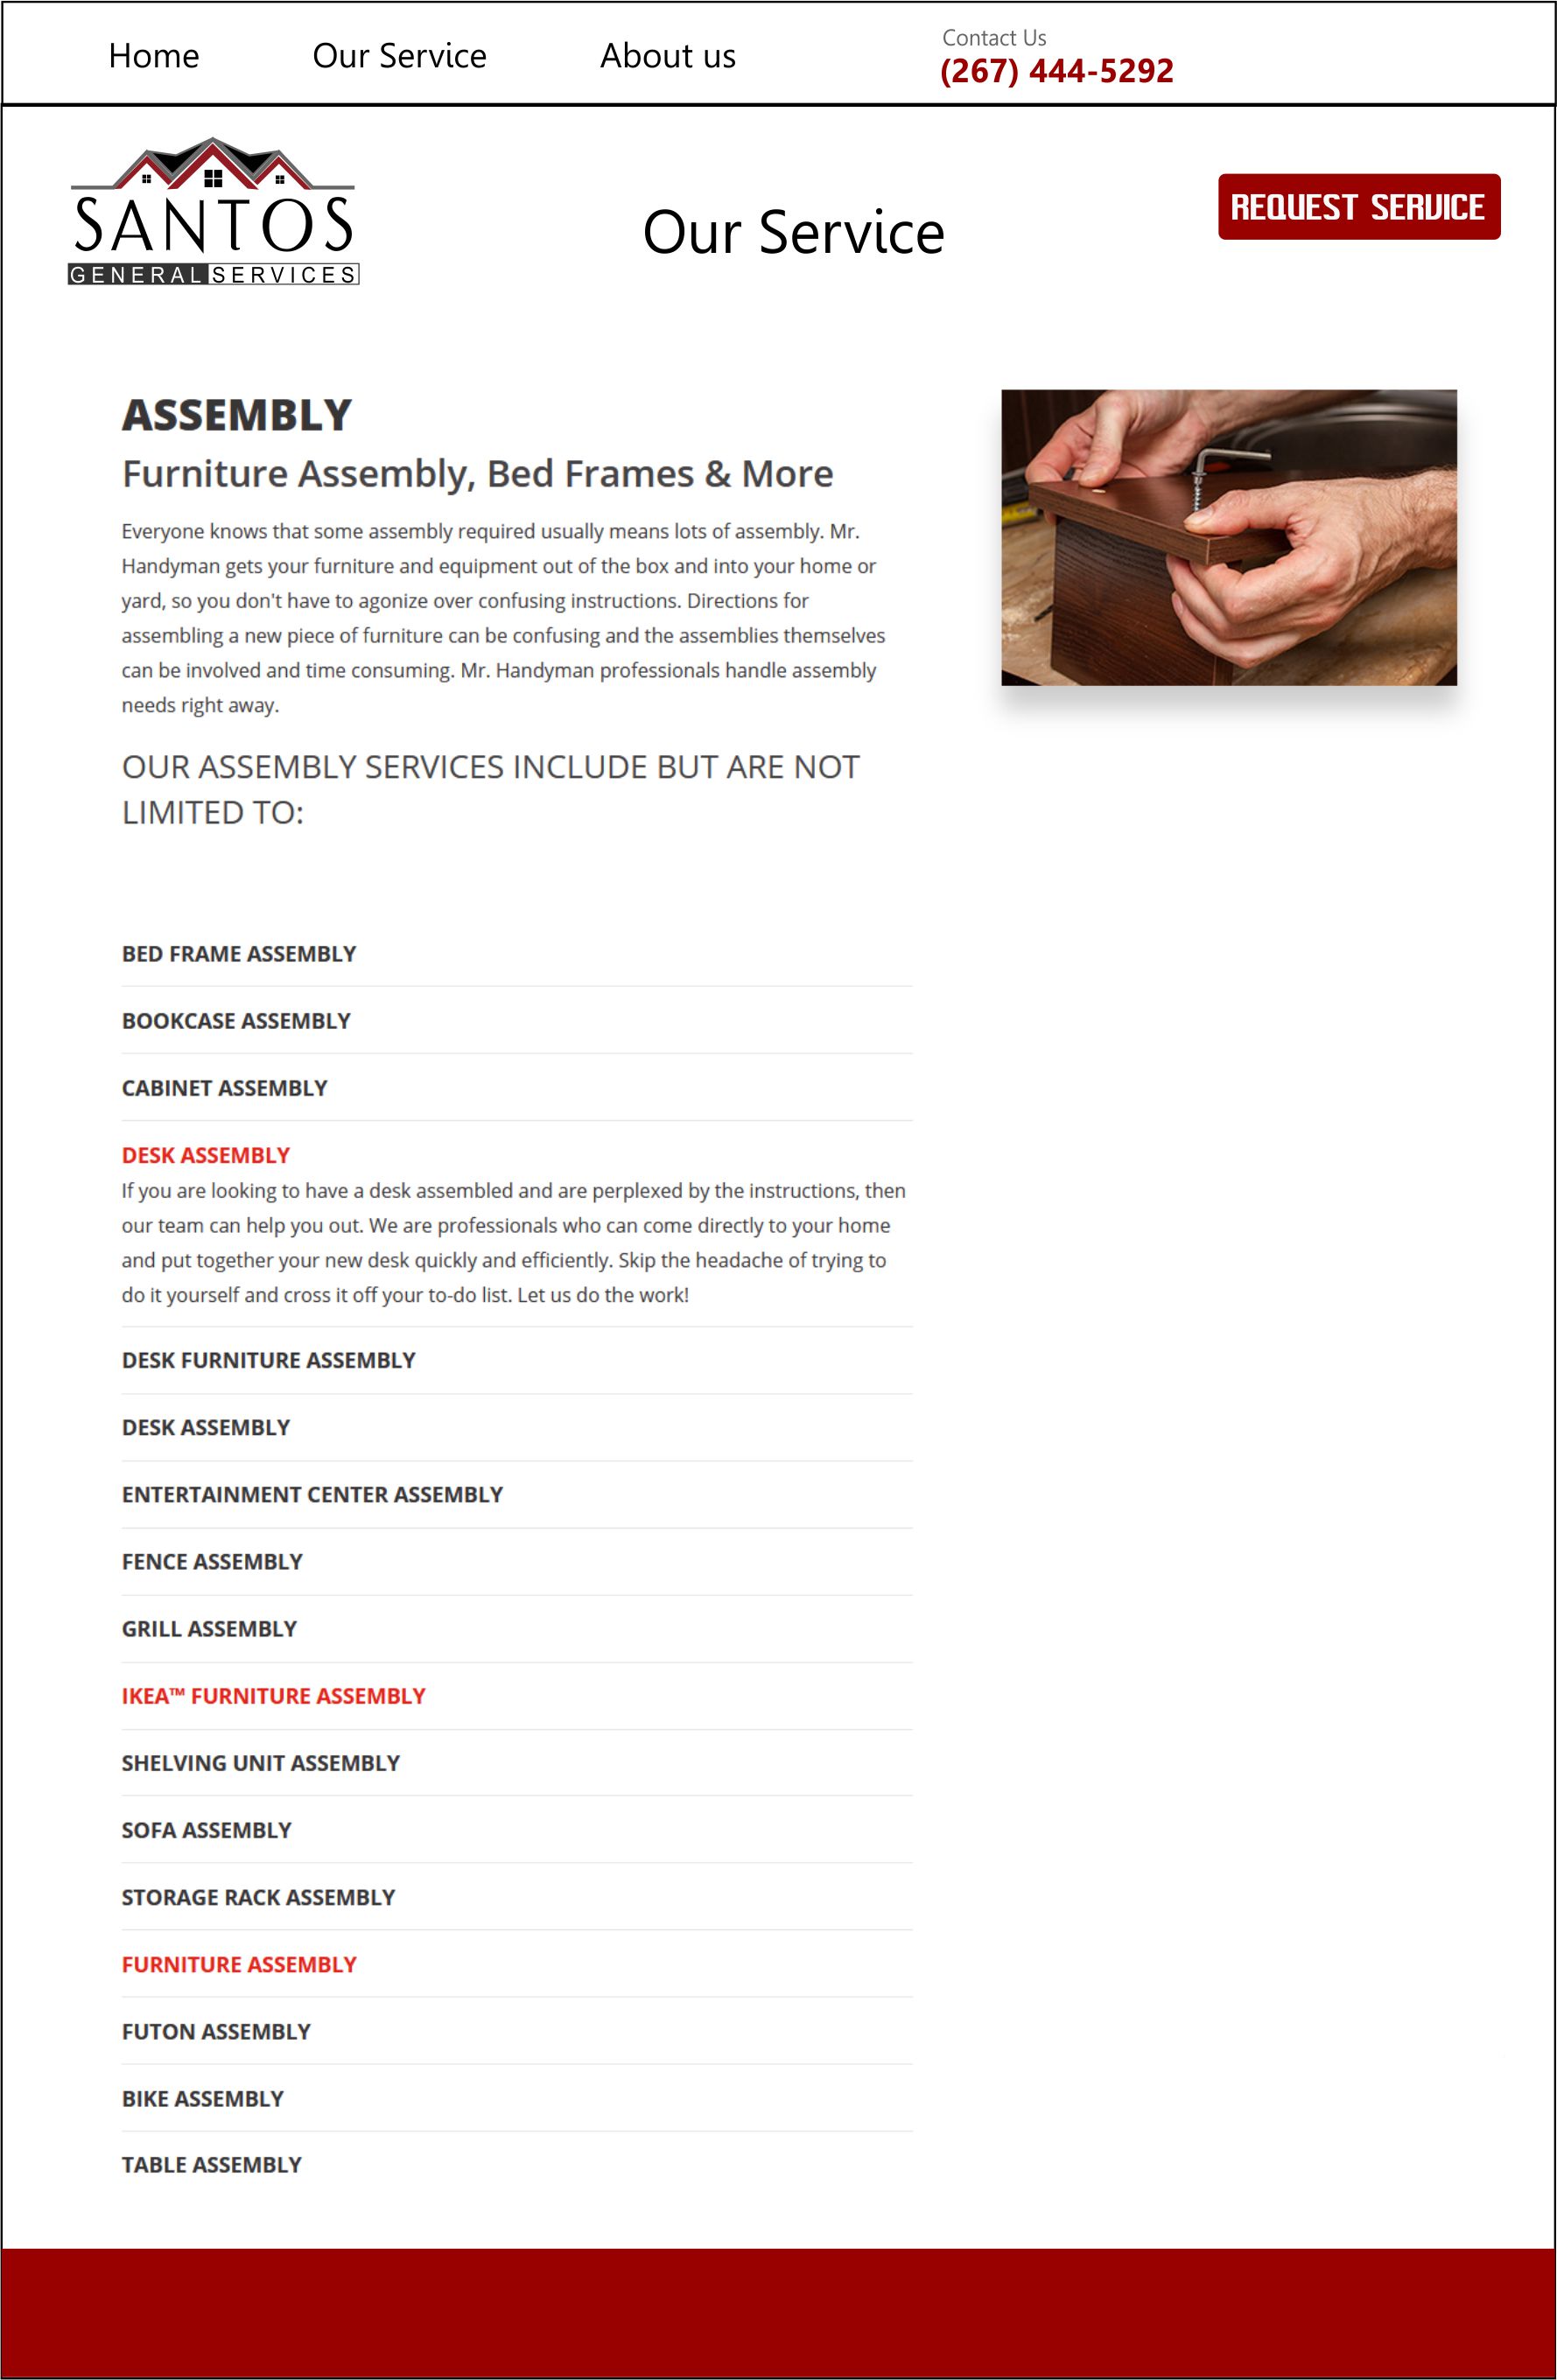 Home
Our Service
About us
Contact Us
(267) 444-5292
SANTOS
GENERAL SERVICES
Our Service
REQUEST SERVICE
ASSEMBLY
Furniture Assembly, Bed Frames & More
Everyone knows that some assembly required usually means lots of assembly. Mr.
Handyman gets your furniture and equipment out of the box and into your home or
yard, so you don't have to agonize over confusing instructions. Directions for
assembling a new piece of furniture can be confusing and the assemblies themselves
can be involved and time consuming. Mr. Handyman professionals handle assembly
needs right away.
OUR ASSEMBLY SERVICES INCLUDE BUT ARE NOT
LIMITED TO:
BED FRAME ASSEMBLY
BOOKCASE ASSEMBLY
CABINET ASSEMBLY
DESK ASSEMBLY
If you are looking to have a desk assembled and are perplexed by the instructions, then
our team can help you out. We are professionals who can come directly to your home
and put together your new desk quickly and efficiently. Skip the headache of trying to
do it yourself and cross it off your to-do list. Let us do the work!
DESK FURNITURE ASSEMBLY
DESK ASSEMBLY
ENTERTAINMENT CENTER ASSEMBLY
FENCE ASSEMBLY
GRILL ASSEMBLY
IKEA™ FURNITURE ASSEMBLY
SHELVING UNIT ASSEMBLY
SOFA ASSEMBLY
STORAGE RACK ASSEMBLY
FURNITURE ASSEMBLY
FUTON ASSEMBLY
BIKE ASSEMBLY
TABLE ASSEMBLY